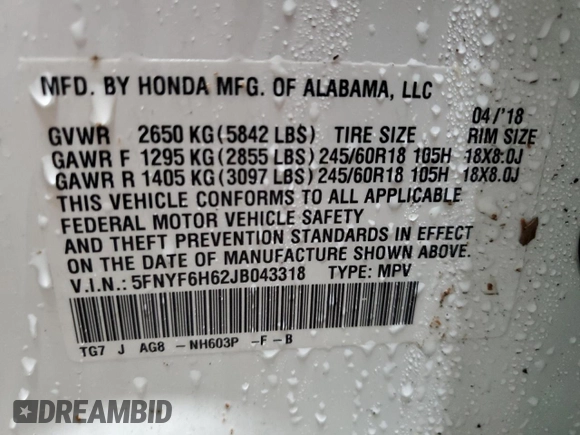 MFD. BY HONDA MFG. OF ALABAMA, LLC
04/'18
GVWR 2650 KG (5842 LBS) TIRE SIZE RIM SIZE
GAWR F 1295 KG (2855 LBS) 245/60R18 105H 18X8.0J
GAWR R 1405 KG (3097 LBS) 245/60R18 105H 18X8.0J
THIS VEHICLE CONFORMS TO ALL APPLICABLE
FEDERAL MOTOR VEHICLE SAFETY
AND THEFT PREVENTION STANDARDS IN EFFECT
ON THE DATE OF MANUFACTURE SHOWN ABOVE.
V.I.N.: 5FNYF6H62JB043318 TYPE: MPV
TG7 J AG8 -NH603P -F-B
DREAMBID